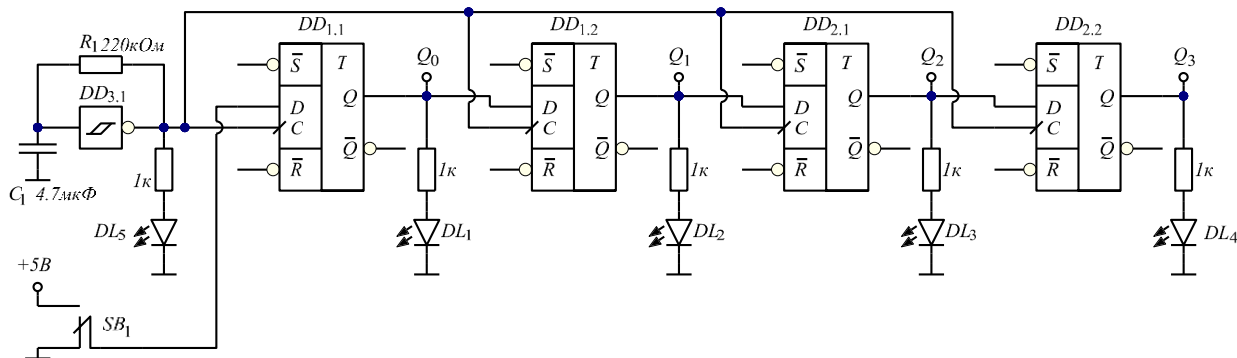 DD1.1 DD1.2 DD2.1 DD2.2
R1 220кОм
Q0 Q1 Q2 Q3
S̅ T S̅ T S̅ T S̅ T
DD3.1
D Q D Q D Q D Q
C C C C
Q̅ Q̅ Q̅ Q̅
R̅ R̅ R̅ R̅
1к 1к 1к 1к 1к
C1 4.7мкФ
DL5 DL1 DL2 DL3 DL4
+5В
SB1